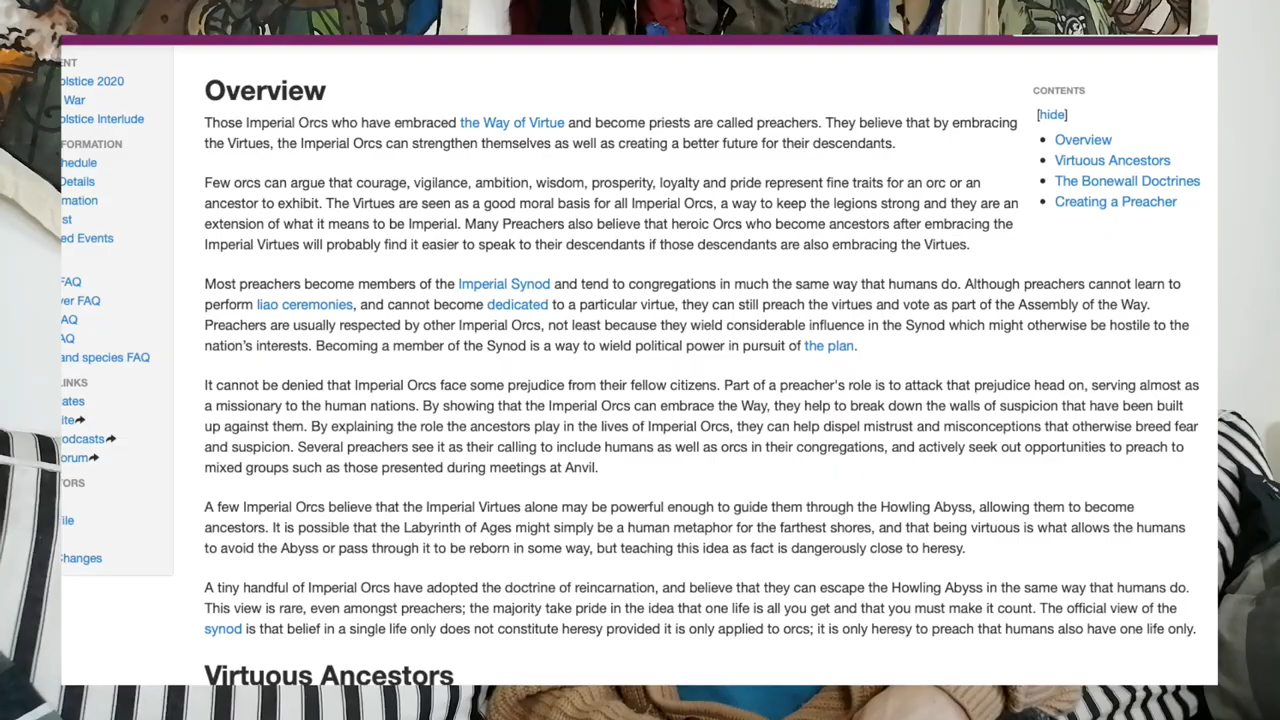 ENT
olstice 2020
War
olstice Interlude
FORMATION
hedule
Details
mation
st
ed Events
FAQ
ver FAQ
AQ
AQ
and species FAQ
LINKS
ates
ite
odcasts
orum
ORS
ile
Changes
Overview
Those Imperial Orcs who have embraced the Way of Virtue and become priests are called preachers. They believe that by embracing
the Virtues, the Imperial Orcs can strengthen themselves as well as creating a better future for their descendants.
Few orcs can argue that courage, vigilance, ambition, wisdom, prosperity, loyalty and pride represent fine traits for an orc or an
ancestor to exhibit. The Virtues are seen as a good moral basis for all Imperial Orcs, a way to keep the legions strong and they are an
extension of what it means to be Imperial. Many Preachers also believe that heroic Orcs who become ancestors after embracing the
Imperial Virtues will probably find it easier to speak to their descendants if those descendants are also embracing the Virtues.
Most preachers become members of the Imperial Synod and tend to congregations in much the same way that humans do. Although preachers cannot learn to
perform liao ceremonies, and cannot become dedicated to a particular virtue, they can still preach the virtues and vote as part of the Assembly of the Way.
Preachers are usually respected by other Imperial Orcs, not least because they wield considerable influence in the Synod which might otherwise be hostile to the
nation's interests. Becoming a member of the Synod is a way to wield political power in pursuit of the plan.
It cannot be denied that Imperial Orcs face some prejudice from their fellow citizens. Part of a preacher's role is to attack that prejudice head on, serving almost as
a missionary to the human nations. By showing that the Imperial Orcs can embrace the Way, they help to break down the walls of suspicion that have been built
up against them. By explaining the role the ancestors play in the lives of Imperial Orcs, they can help dispel mistrust and misconceptions that otherwise breed fear
and suspicion. Several preachers see it as their calling to include humans as well as orcs in their congregations, and actively seek out opportunities to preach to
mixed groups such as those presented during meetings at Anvil.
A few Imperial Orcs believe that the Imperial Virtues alone may be powerful enough to guide them through the Howling Abyss, allowing them to become
ancestors. It is possible that the Labyrinth of Ages might simply be a human metaphor for the farthest shores, and that being virtuous is what allows the humans
to avoid the Abyss or pass through it to be reborn in some way, but teaching this idea as fact is dangerously close to heresy.
A tiny handful of Imperial Orcs have adopted the doctrine of reincarnation, and believe that they can escape the Howling Abyss in the same way that humans do.
This view is rare, even amongst preachers; the majority take pride in the idea that one life is all you get and that you must make it count. The official view of the
synod is that belief in a single life only does not constitute heresy provided it is only applied to orcs; it is only heresy to preach that humans also have one life only.
Virtuous Ancestors
CONTENTS
[hide]
Overview
Virtuous Ancestors
The Bonewall Doctrines
Creating a Preacher